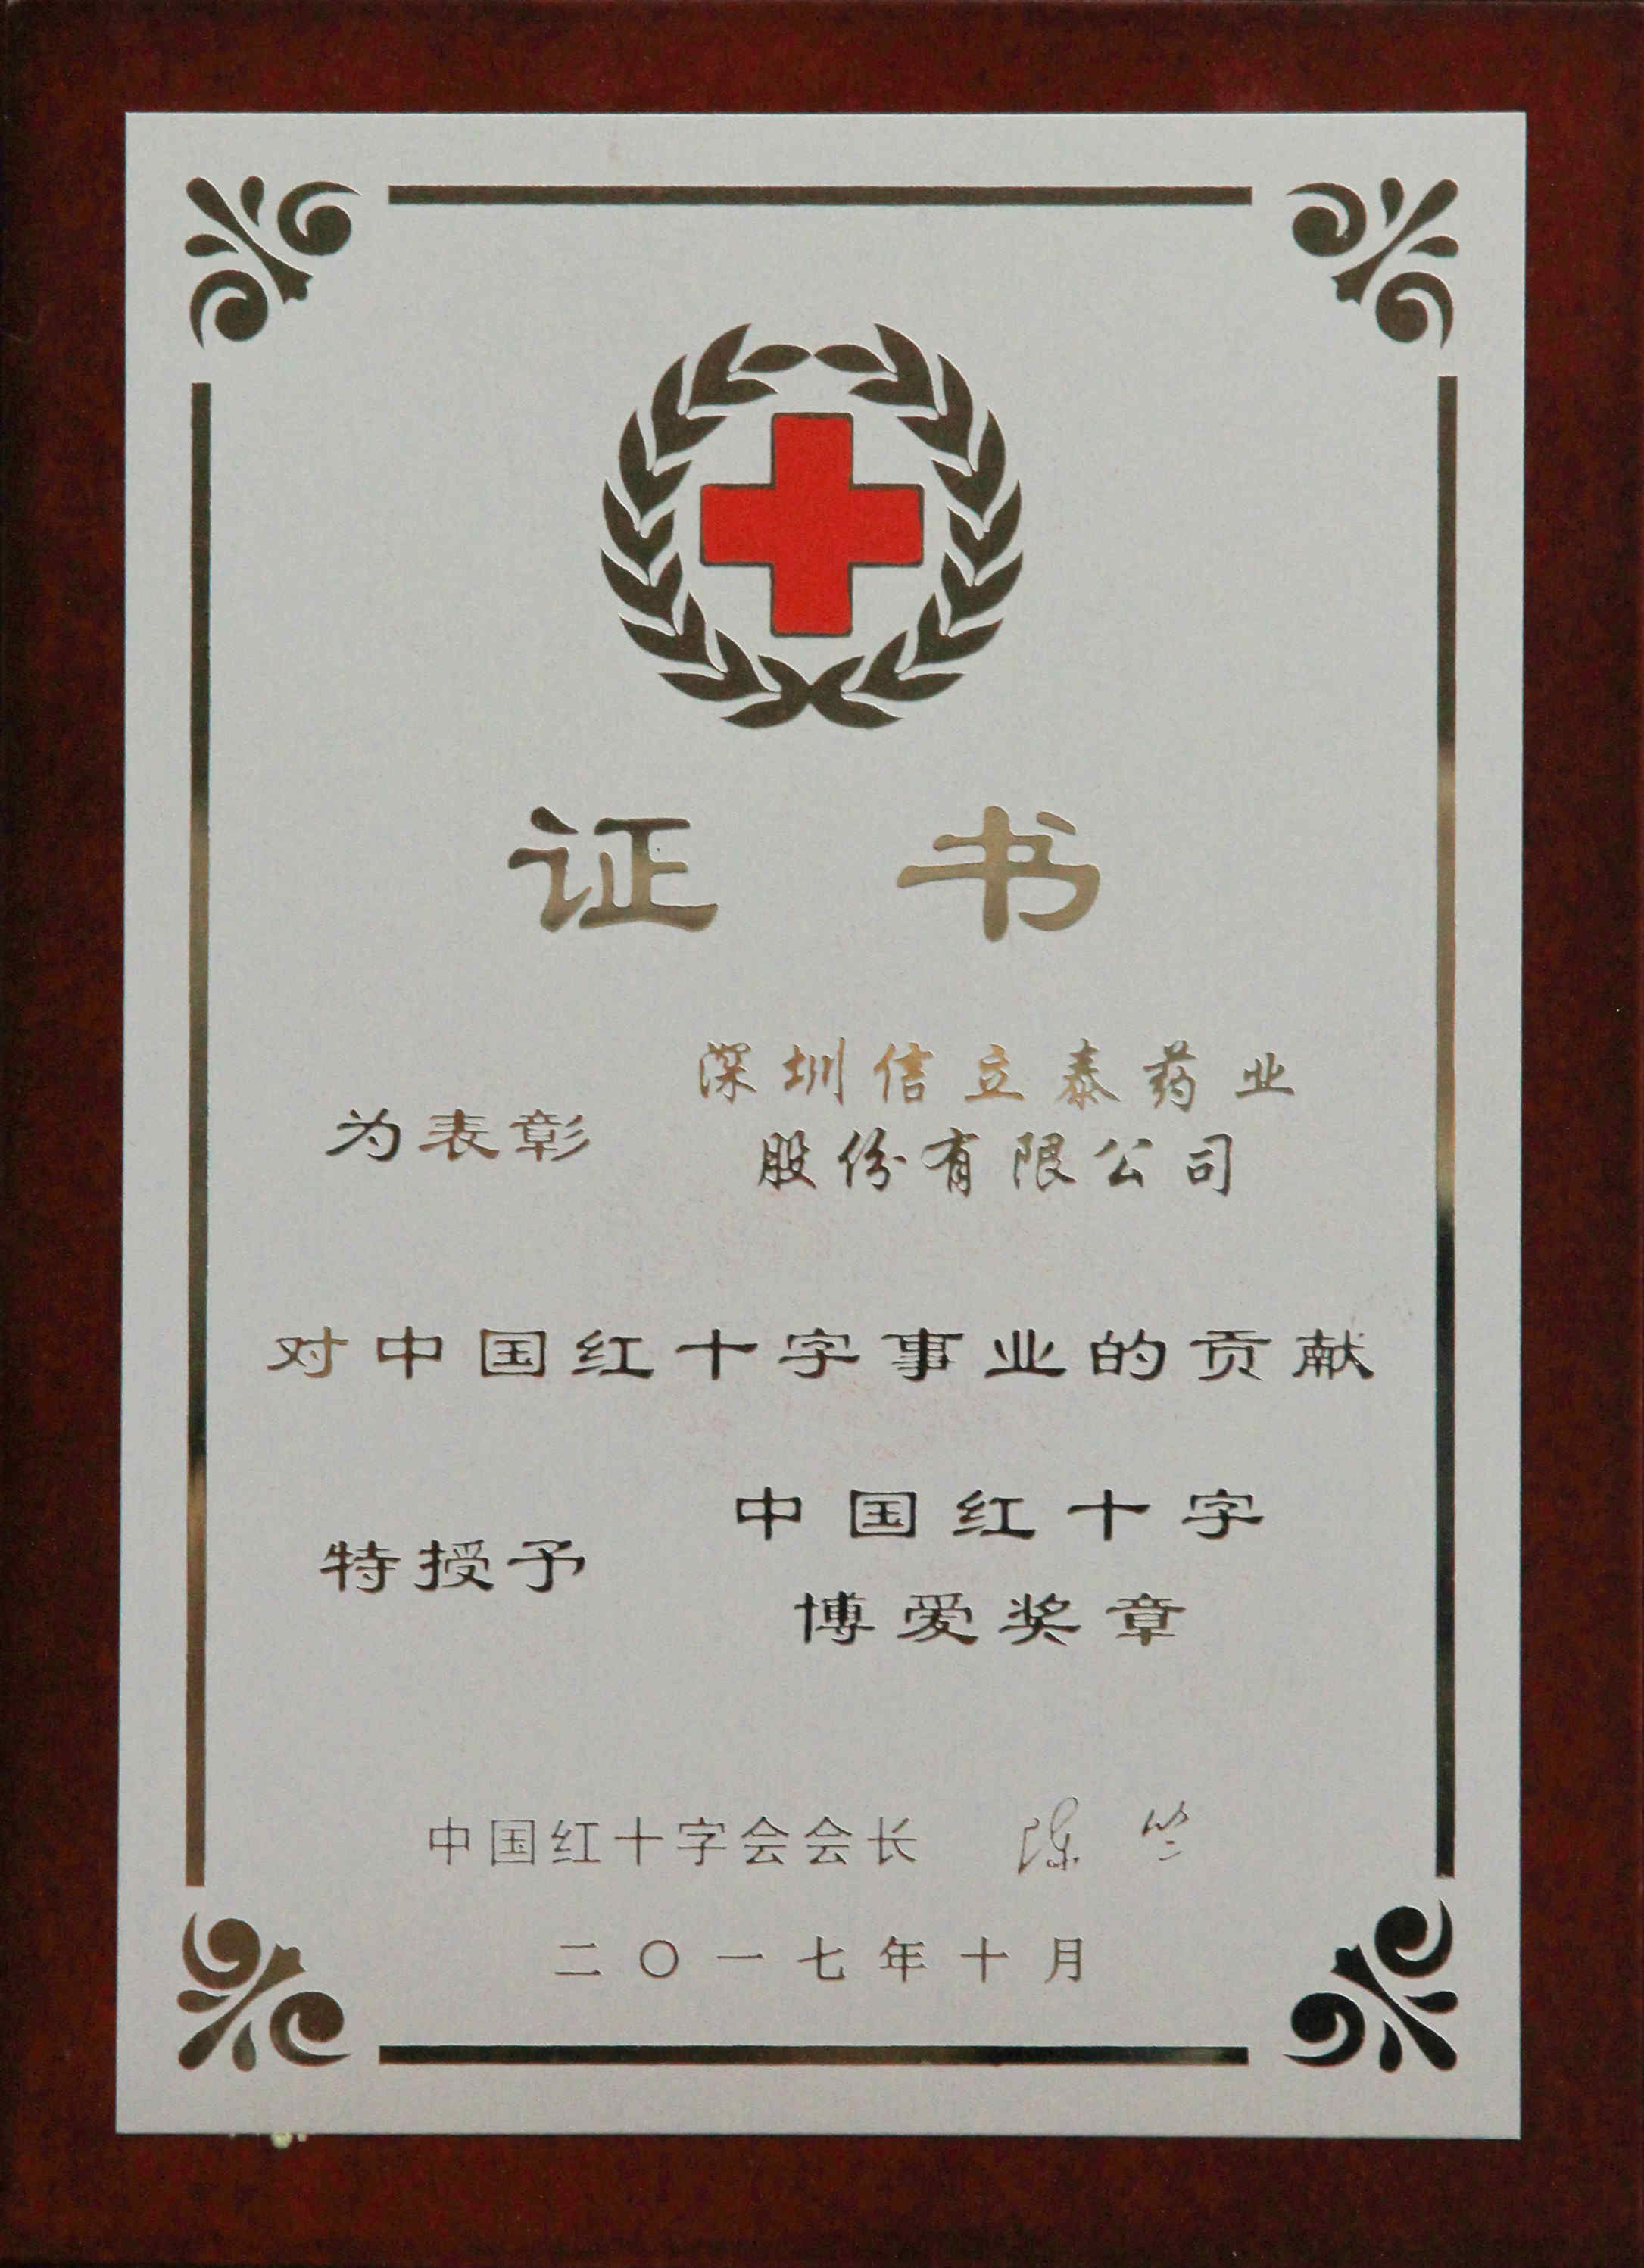 证书
为表彰 深圳信立泰药业
股份有限公司
对中国红十字事业的贡献
特授予 中国红十字
博爱奖章
中国红十字会会长 陈竺
二〇一七年十月